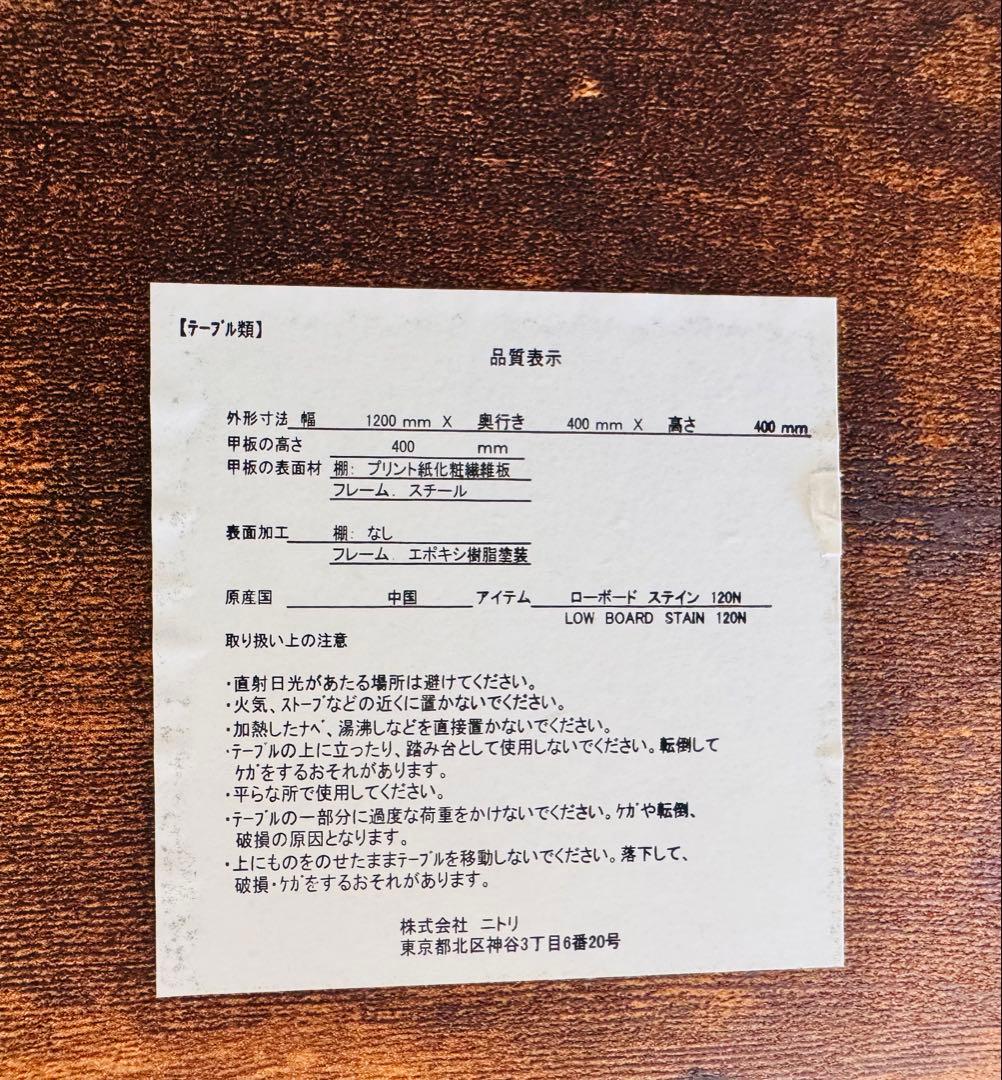 【テーブル類】
品質表示
外形寸法 幅 1200 mm X 奥行き 400 mm X 高さ 400 mm
甲板の高さ 400 mm
甲板の表面材 棚: プリント紙化粧繊維板
フレーム. スチール
表面加工 棚: なし
フレーム. エポキシ樹脂塗装
原産国 中国 アイテム ローボード ステイン 120N
LOW BOARD STAIN 120N
取り扱い上の注意
・直射日光があたる場所は避けてください。
・火気、ストーブなどの近くに置かないでください。
・加熱したナベ、湯沸しなどを直接置かないでください。
・テーブルの上に立ったり、踏み台として使用しないでください。転倒して
ケガをするおそれがあります。
・平らな所で使用してください。
・テーブルの一部分に過度な荷重をかけないでください。ケガや転倒、
破損の原因となります。
・上にものをのせたままテーブルを移動しないでください。落下して、
破損・ケガをするおそれがあります。
株式会社 ニトリ
東京都北区神谷3丁目6番20号